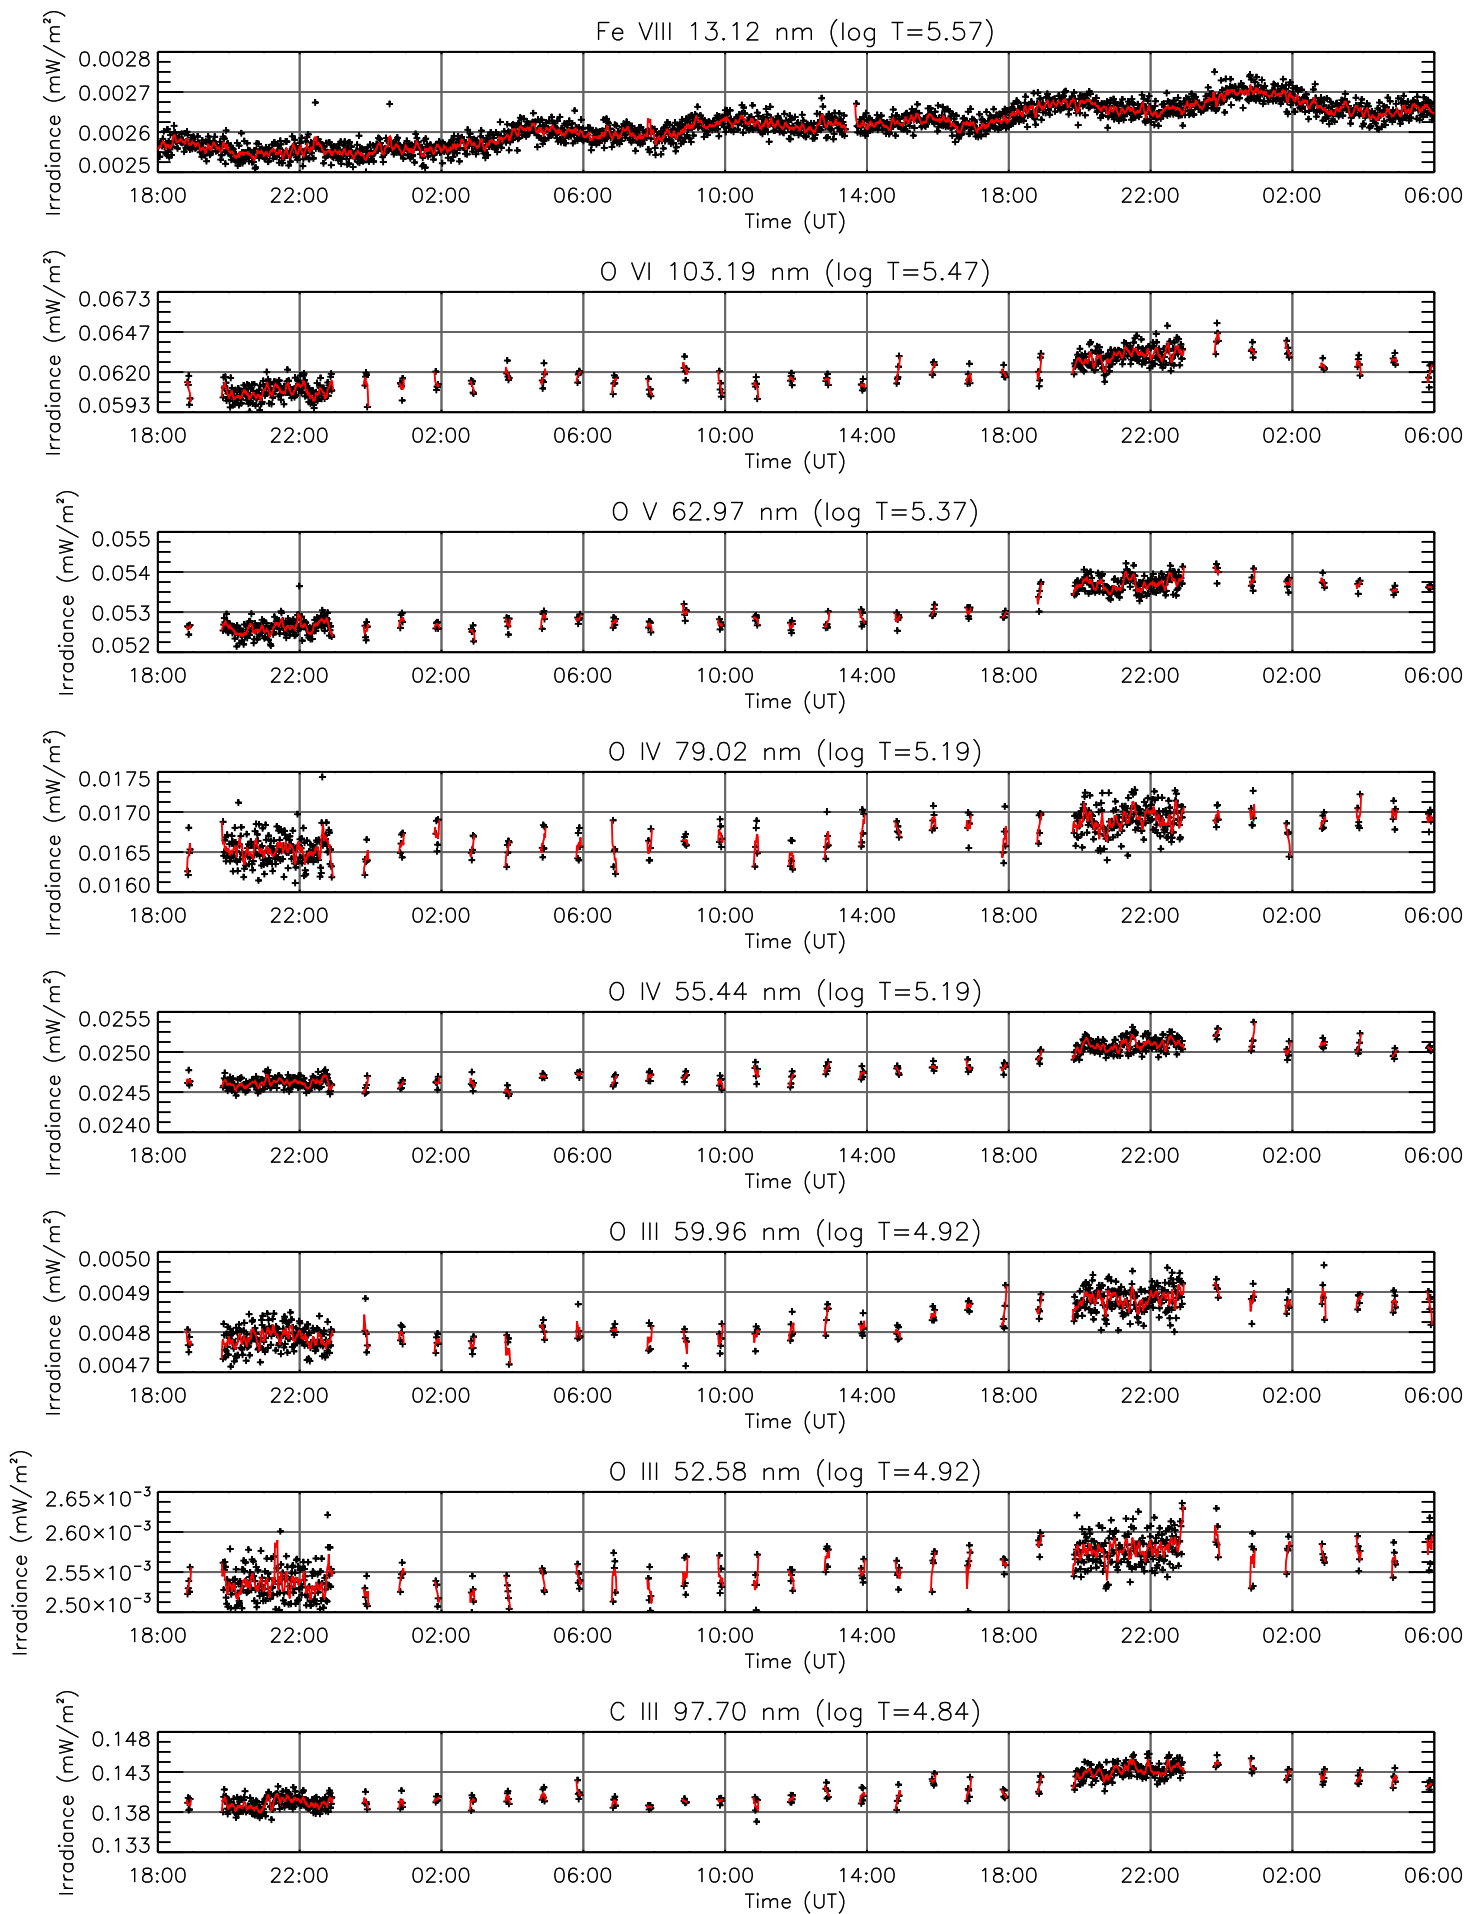 Fe VIII 13.12 nm (log T=5.57)
Irradiance (mW/m²)
0.0028
0.0027
0.0026
0.0025
18:00 22:00 02:00 06:00 10:00 14:00 18:00 22:00 02:00 06:00
Time (UT)
O VI 103.19 nm (log T=5.47)
Irradiance (mW/m²)
0.0673
0.0647
0.0620
0.0593
18:00 22:00 02:00 06:00 10:00 14:00 18:00 22:00 02:00 06:00
Time (UT)
O V 62.97 nm (log T=5.37)
Irradiance (mW/m²)
0.055
0.054
0.053
0.052
18:00 22:00 02:00 06:00 10:00 14:00 18:00 22:00 02:00 06:00
Time (UT)
O IV 79.02 nm (log T=5.19)
Irradiance (mW/m²)
0.0175
0.0170
0.0165
0.0160
18:00 22:00 02:00 06:00 10:00 14:00 18:00 22:00 02:00 06:00
Time (UT)
O IV 55.44 nm (log T=5.19)
Irradiance (mW/m²)
0.0255
0.0250
0.0245
0.0240
18:00 22:00 02:00 06:00 10:00 14:00 18:00 22:00 02:00 06:00
Time (UT)
O III 59.96 nm (log T=4.92)
Irradiance (mW/m²)
0.0050
0.0049
0.0048
0.0047
18:00 22:00 02:00 06:00 10:00 14:00 18:00 22:00 02:00 06:00
Time (UT)
O III 52.58 nm (log T=4.92)
Irradiance (mW/m²)
2.65×10⁻³
2.60×10⁻³
2.55×10⁻³
2.50×10⁻³
18:00 22:00 02:00 06:00 10:00 14:00 18:00 22:00 02:00 06:00
Time (UT)
C III 97.70 nm (log T=4.84)
Irradiance (mW/m²)
0.148
0.143
0.138
0.133
18:00 22:00 02:00 06:00 10:00 14:00 18:00 22:00 02:00 06:00
Time (UT)